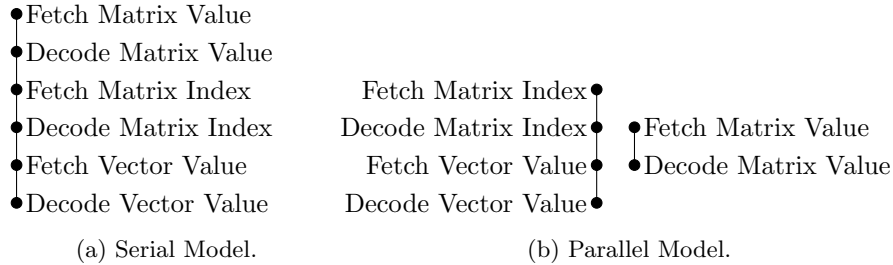 Fetch Matrix Value
Decode Matrix Value
Fetch Matrix Index
Decode Matrix Index
Fetch Vector Value
Decode Vector Value
(a) Serial Model.
Fetch Matrix Index
Decode Matrix Index
Fetch Vector Value
Decode Vector Value
Fetch Matrix Value
Decode Matrix Value
(b) Parallel Model.